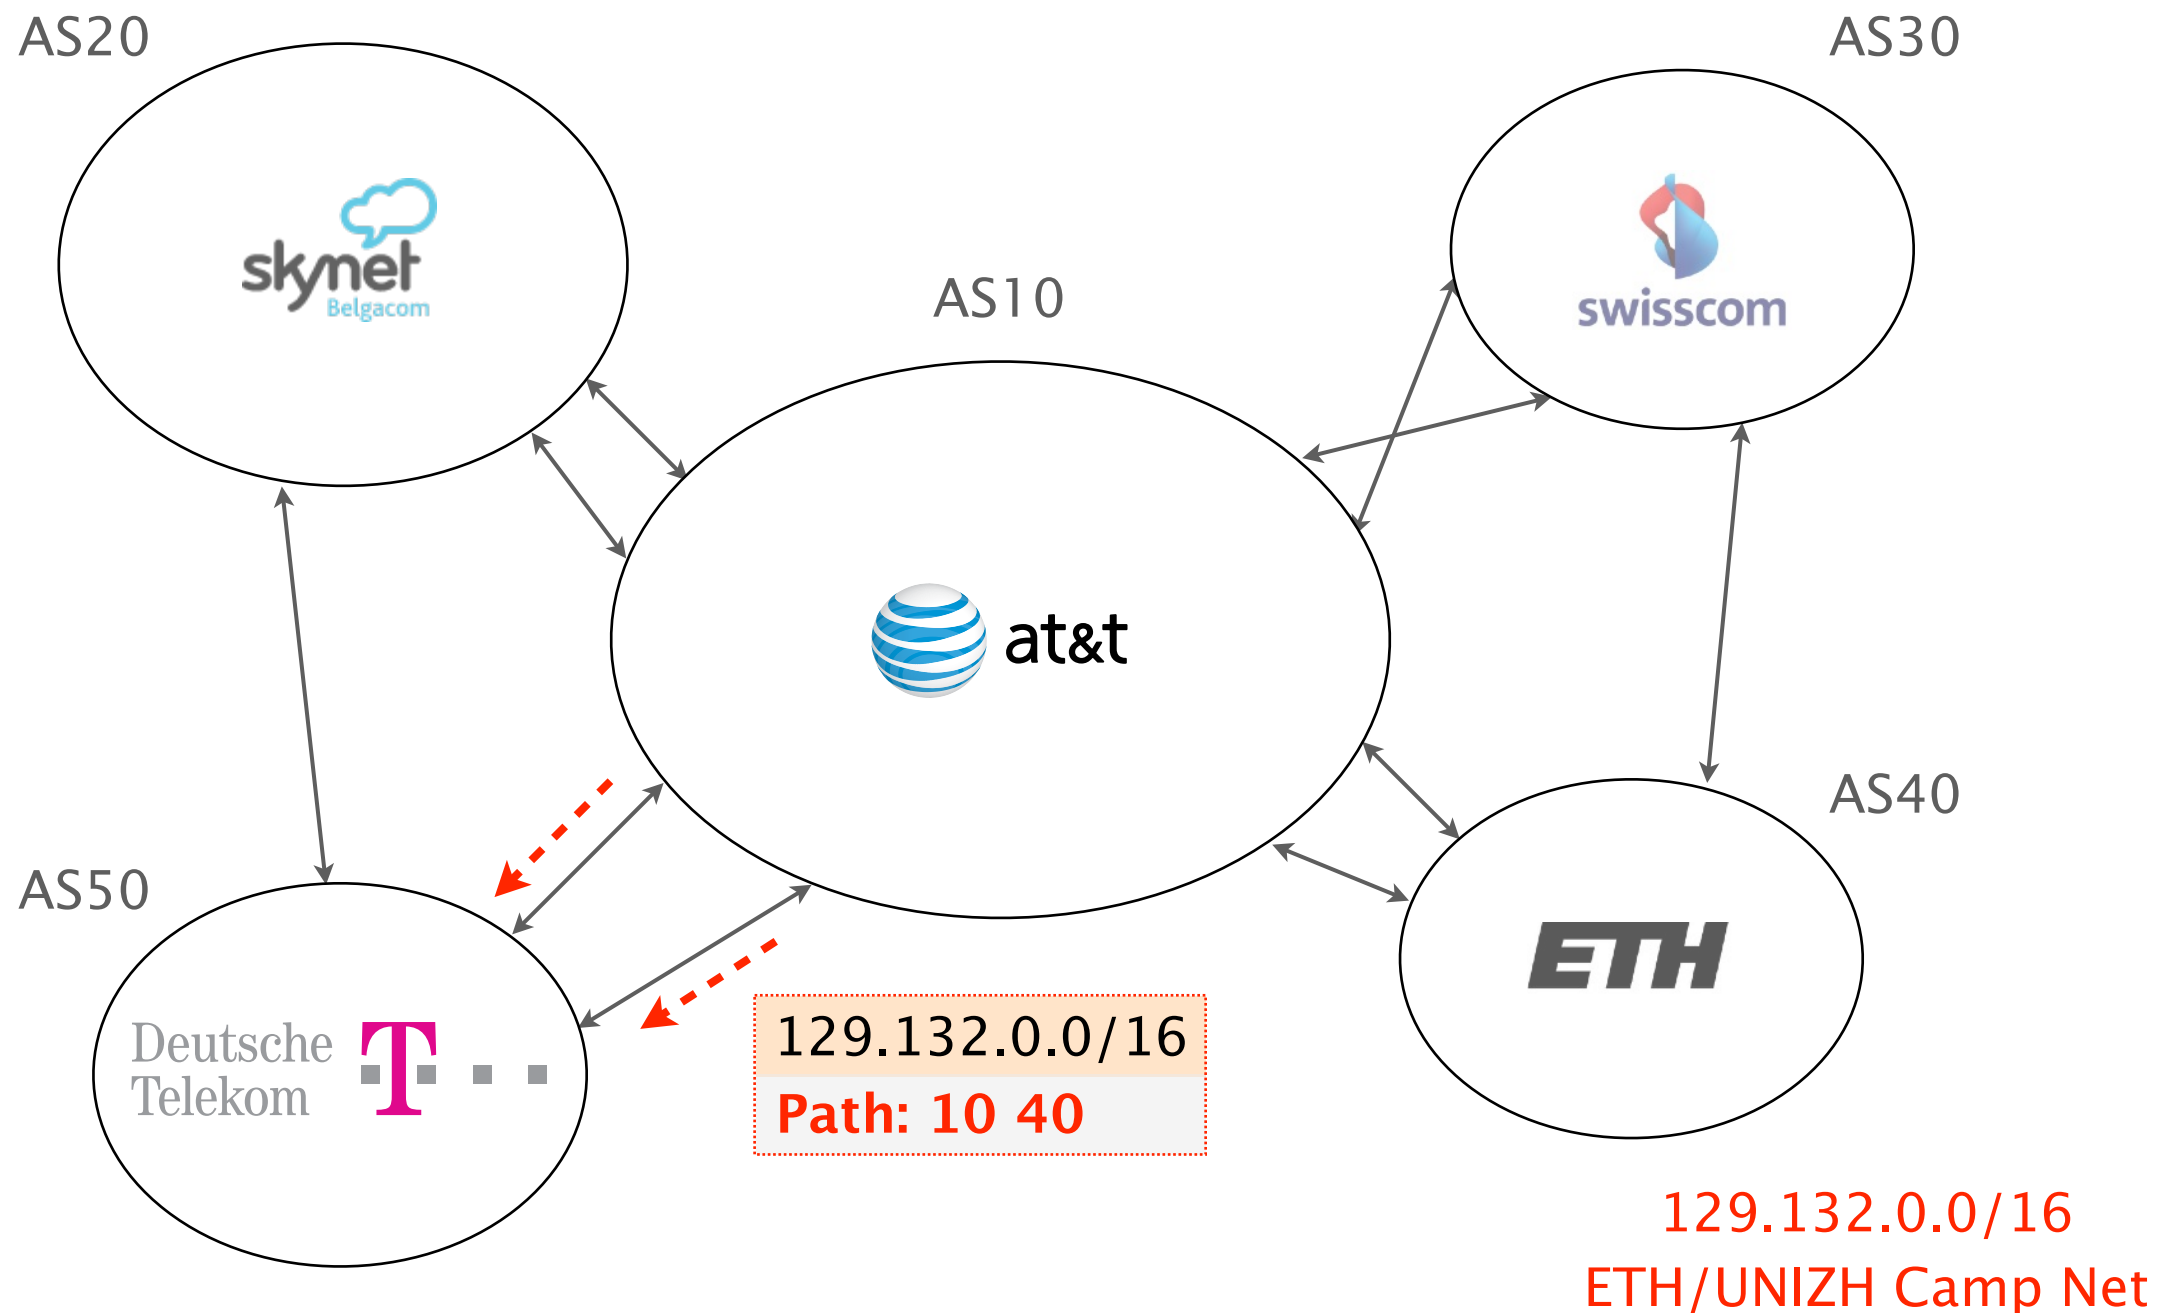 AS20
AS30
skynet
Belgacom
swisscom
AS10
at&t
AS40
AS50
ETH
Deutsche
Telekom
T
129.132.0.0/16
Path: 10 40
129.132.0.0/16
ETH/UNIZH Camp Net